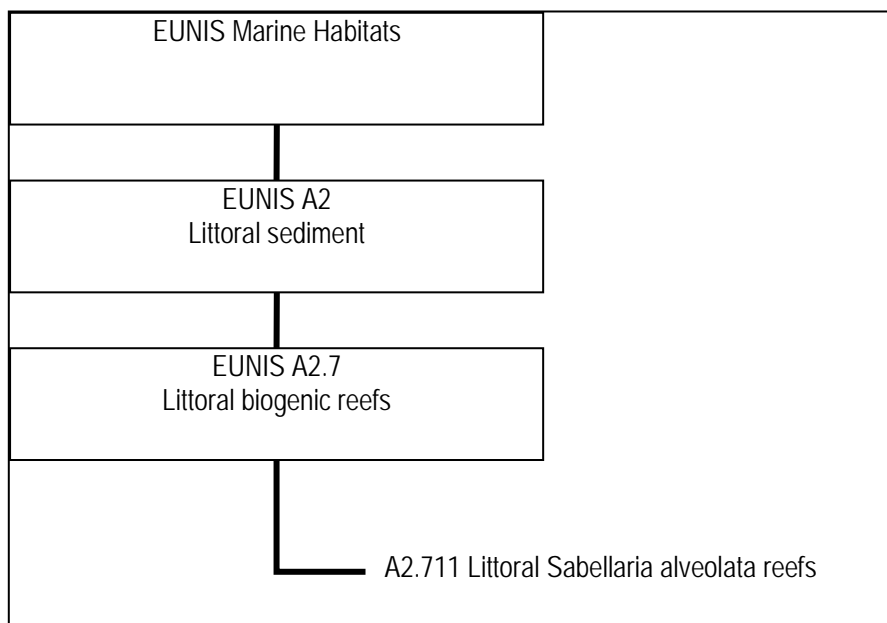 EUNIS Marine Habitats
EUNIS A2
Littoral sediment
EUNIS A2.7
Littoral biogenic reefs
A2.711 Littoral Sabellaria alveolata reefs